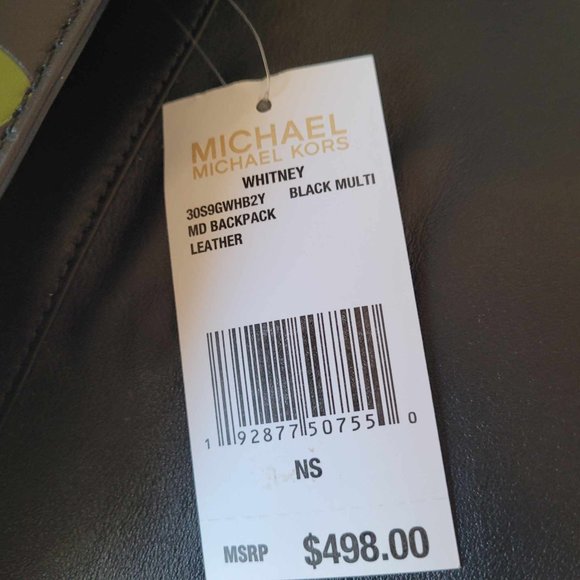 MICHAEL
MICHAEL KORS
WHITNEY
30S9GWHB2Y BLACK MULTI
MD BACKPACK
LEATHER
1 92877 50755 0
NS
MSRP $498.00